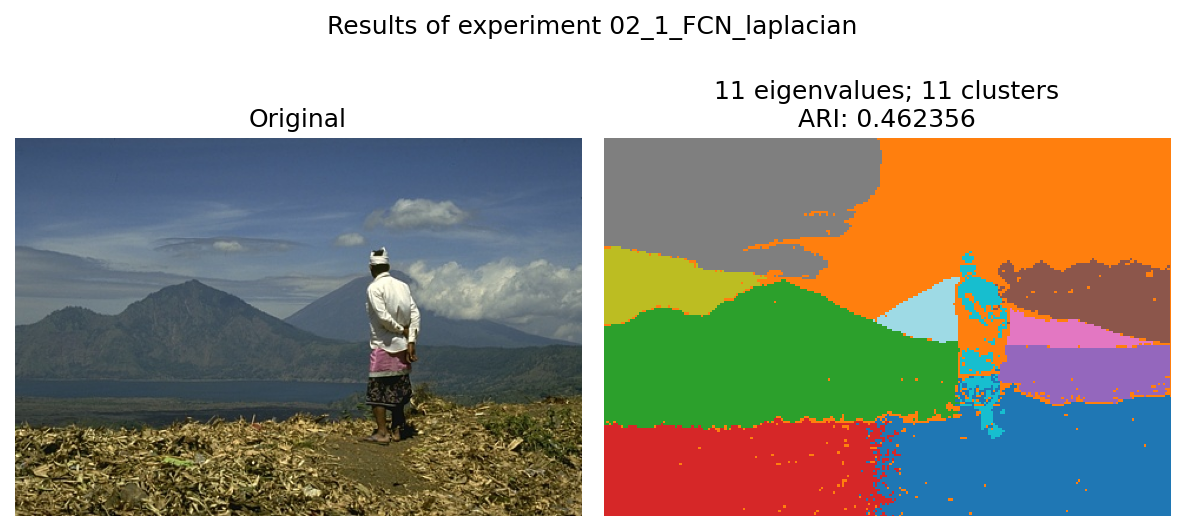 Results of experiment 02_1_FCN_laplacian
Original
11 eigenvalues; 11 clusters
ARI: 0.462356